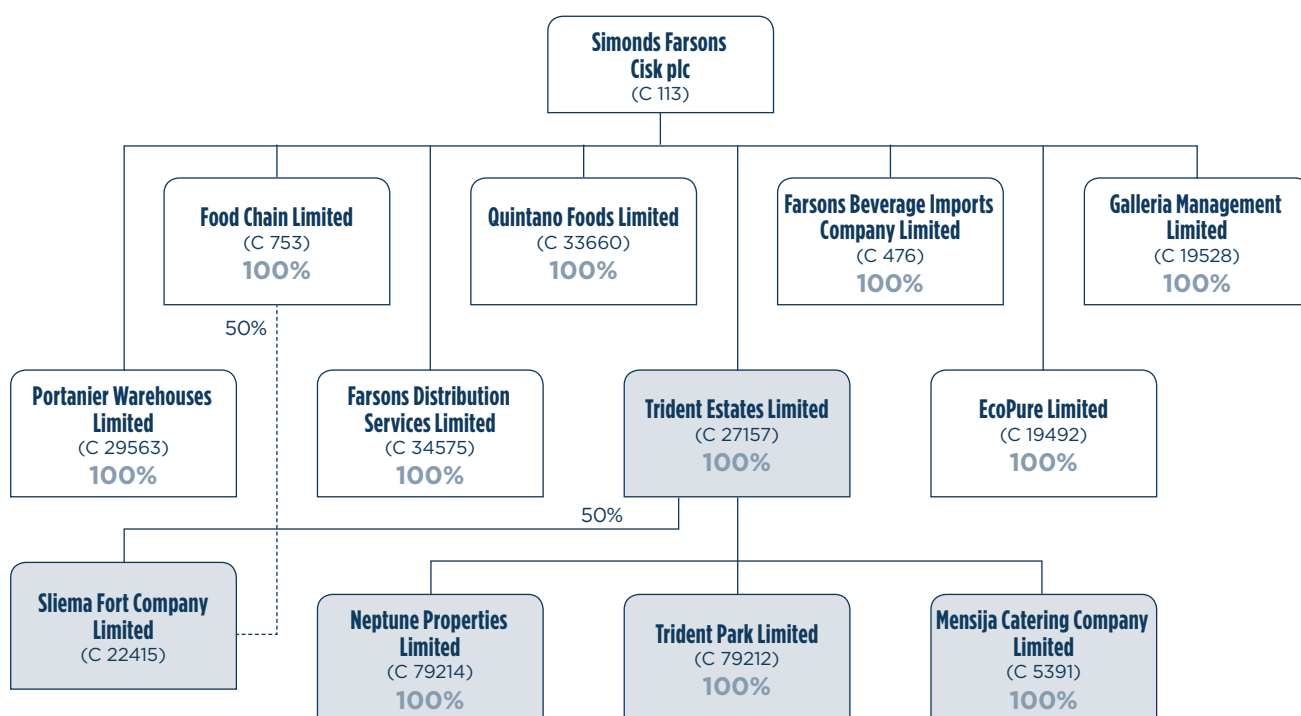 Simonds Farsons
Cisk plc
(C 113)
Food Chain Limited
(C 753)
100%
Quintano Foods Limited
(C 33660)
100%
Farsons Beverage Imports
Company Limited
(C 476)
100%
Galleria Management
Limited
(C 19528)
100%
50%
Portanier Warehouses
Limited
(C 29563)
100%
Farsons Distribution
Services Limited
(C 34575)
100%
Trident Estates Limited
(C 27157)
100%
EcoPure Limited
(C 19492)
100%
50%
Sliema Fort Company
Limited
(C 22415)
Neptune Properties
Limited
(C 79214)
100%
Trident Park Limited
(C 79212)
100%
Mensija Catering Company
Limited
(C 5391)
100%